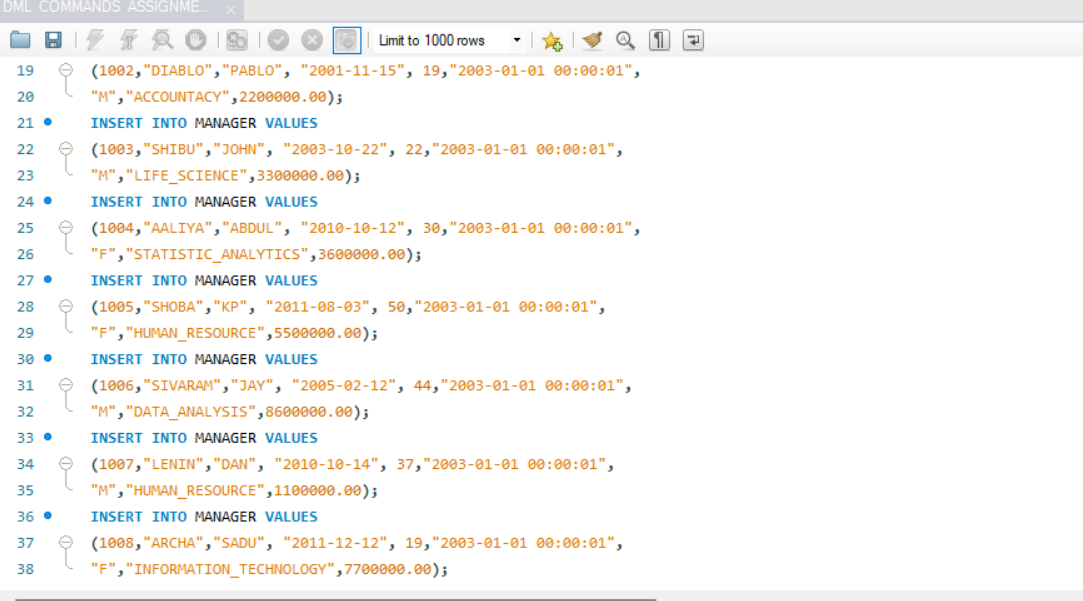 DML COMMANDS ASSIGNME...
Limit to 1000 rows
19 (1002,"DIABLO","PABLO", "2001-11-15", 19,"2003-01-01 00:00:01",
20 "M","ACCOUNTACY",2200000.00);
21 INSERT INTO MANAGER VALUES
22 (1003,"SHIBU","JOHN", "2003-10-22", 22,"2003-01-01 00:00:01",
23 "M","LIFE_SCIENCE",3300000.00);
24 INSERT INTO MANAGER VALUES
25 (1004,"AALIYA","ABDUL", "2010-10-12", 30,"2003-01-01 00:00:01",
26 "F","STATISTIC_ANALYTICS",3600000.00);
27 INSERT INTO MANAGER VALUES
28 (1005,"SHOBA","KP", "2011-08-03", 50,"2003-01-01 00:00:01",
29 "F","HUMAN_RESOURCE",5500000.00);
30 INSERT INTO MANAGER VALUES
31 (1006,"SIVARAM","JAY", "2005-02-12", 44,"2003-01-01 00:00:01",
32 "M","DATA_ANALYSIS",8600000.00);
33 INSERT INTO MANAGER VALUES
34 (1007,"LENIN","DAN", "2010-10-14", 37,"2003-01-01 00:00:01",
35 "M","HUMAN_RESOURCE",1100000.00);
36 INSERT INTO MANAGER VALUES
37 (1008,"ARCHA","SADU", "2011-12-12", 19,"2003-01-01 00:00:01",
38 "F","INFORMATION_TECHNOLOGY",7700000.00);